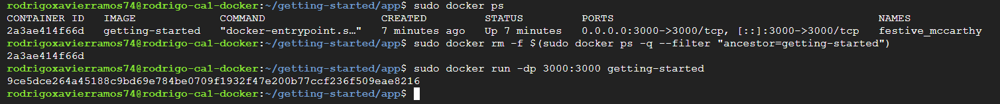 rodrigoxavierramos74@rodrigo-ca1-docker:~/getting-started/app$ sudo docker ps
CONTAINER ID   IMAGE             COMMAND                  CREATED         STATUS         PORTS                                         NAMES
2a3ae414f66d   getting-started   "docker-entrypoint.s…"   7 minutes ago   Up 7 minutes   0.0.0.0:3000->3000/tcp, [::]:3000->3000/tcp   festive_mccarthy
rodrigoxavierramos74@rodrigo-ca1-docker:~/getting-started/app$ sudo docker rm -f $(sudo docker ps -q --filter "ancestor=getting-started")
2a3ae414f66d
rodrigoxavierramos74@rodrigo-ca1-docker:~/getting-started/app$ sudo docker run -dp 3000:3000 getting-started
9ce5dce264a45188c9bd69e784be0709f1932f47e200b77ccf236f509eae8216
rodrigoxavierramos74@rodrigo-ca1-docker:~/getting-started/app$